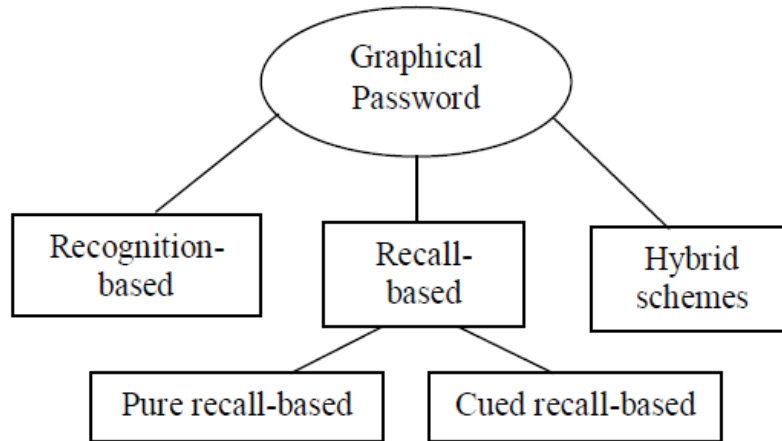 Graphical
Password
Recognition-
based
Recall-
based
Hybrid
schemes
Pure recall-based
Cued recall-based